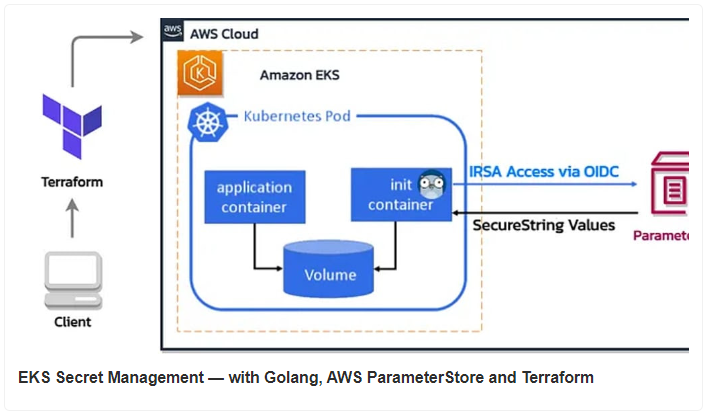 aws
AWS Cloud
Amazon EKS
Kubernetes Pod
Terraform
application
container
init
container
IRSA Access via OIDC
SecureString Values
Paramete
Volume
Client
EKS Secret Management — with Golang, AWS ParameterStore and Terraform